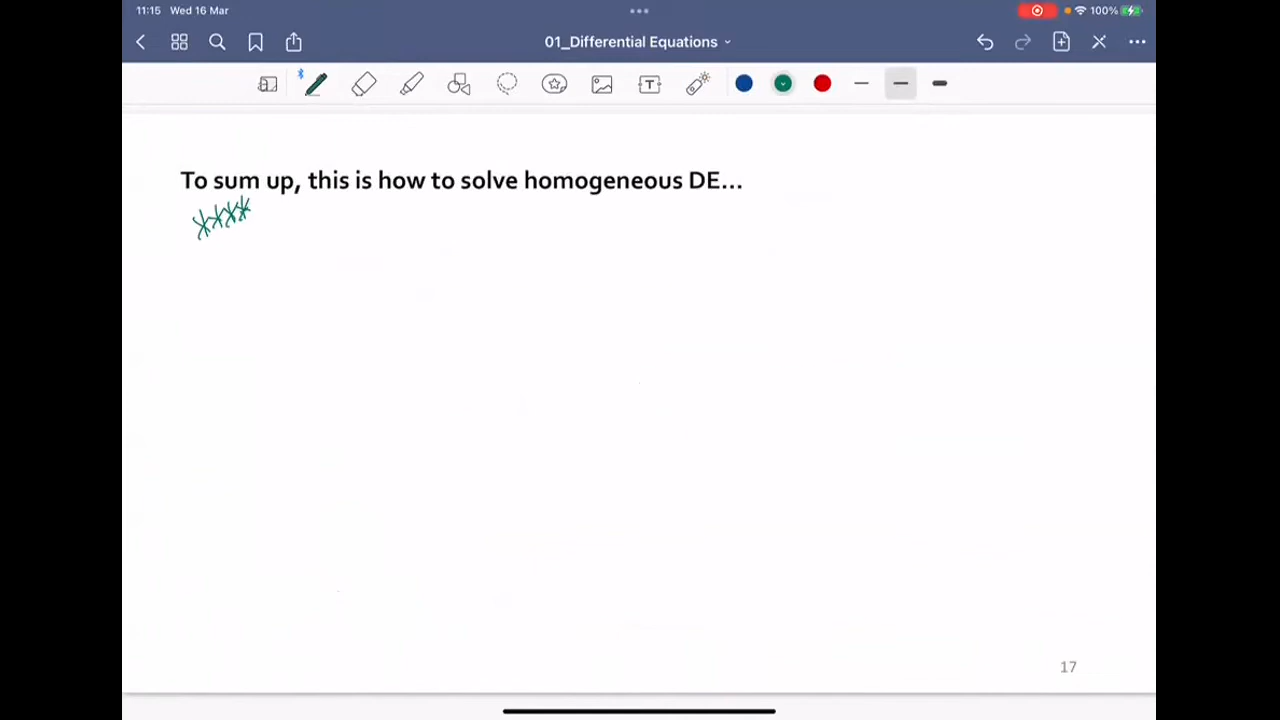 11:15 Wed 16 Mar
100%
01_Differential Equations
T
To sum up, this is how to solve homogeneous DE...
****
17